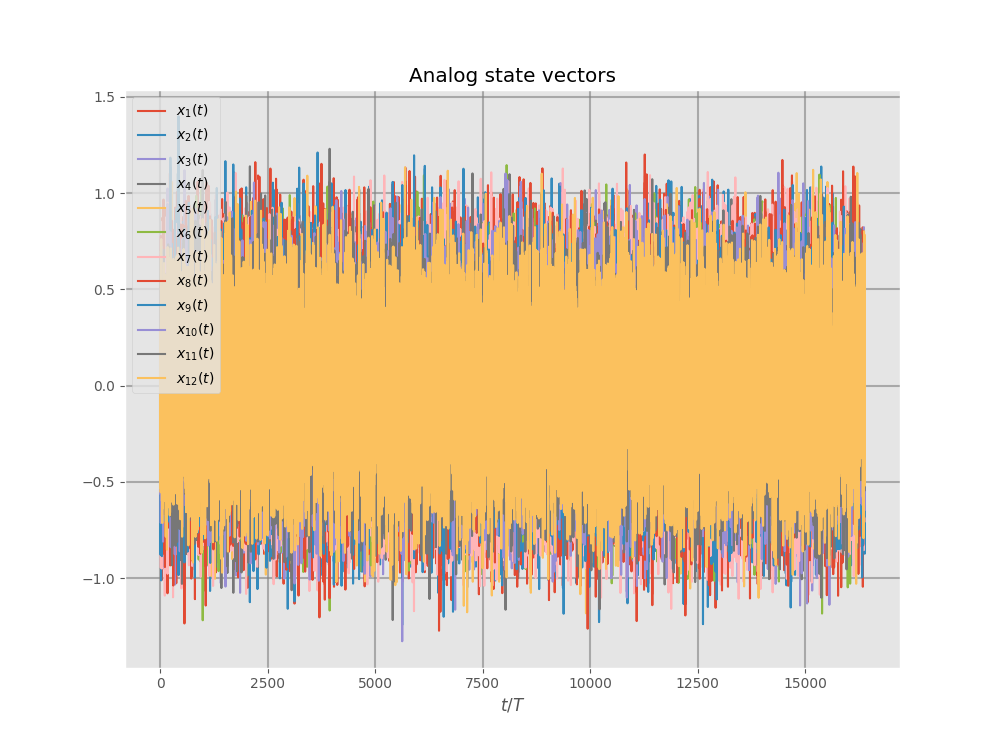 Analog state vectors
1.5
1.0
0.5
0.0
−0.5
−1.0
x₁(t)
x₂(t)
x₃(t)
x₄(t)
x₅(t)
x₆(t)
x₇(t)
x₈(t)
x₉(t)
x₁₀(t)
x₁₁(t)
x₁₂(t)
0 2500 5000 7500 10000 12500 15000
t/T